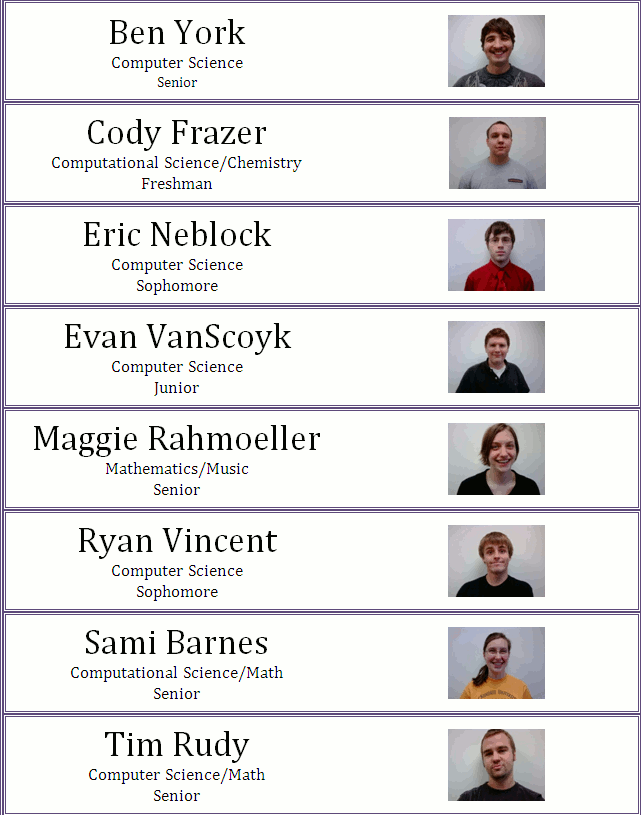 Ben York
Computer Science
Senior
Cody Frazer
Computational Science/Chemistry
Freshman
Eric Neblock
Computer Science
Sophomore
Evan VanScoyk
Computer Science
Junior
Maggie Rahmoeller
Mathematics/Music
Senior
Ryan Vincent
Computer Science
Sophomore
Sami Barnes
Computational Science/Math
Senior
Tim Rudy
Computer Science/Math
Senior